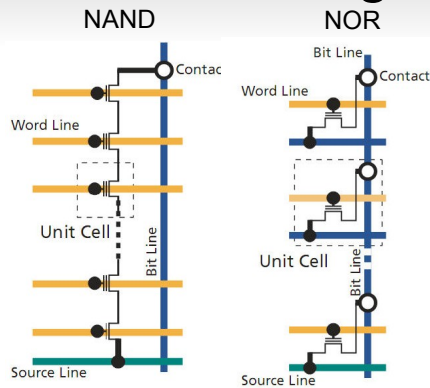 NAND
Contac
Word Line
Unit Cell
Bit Line
Source Line
NOR
Bit Line
Contact
Word Line
Unit Cell
Bit Line
Source Line